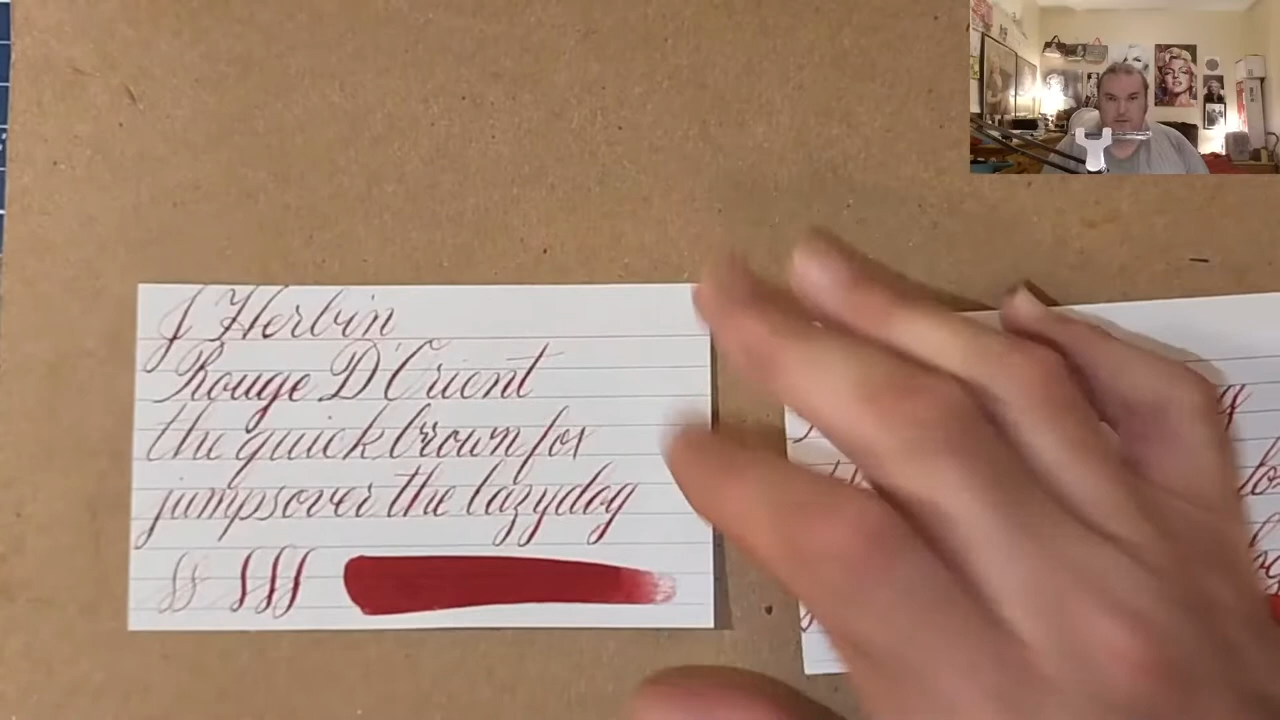 J Herbin
Rouge D'Orient
the quick brown fox
jumps over the lazy dog